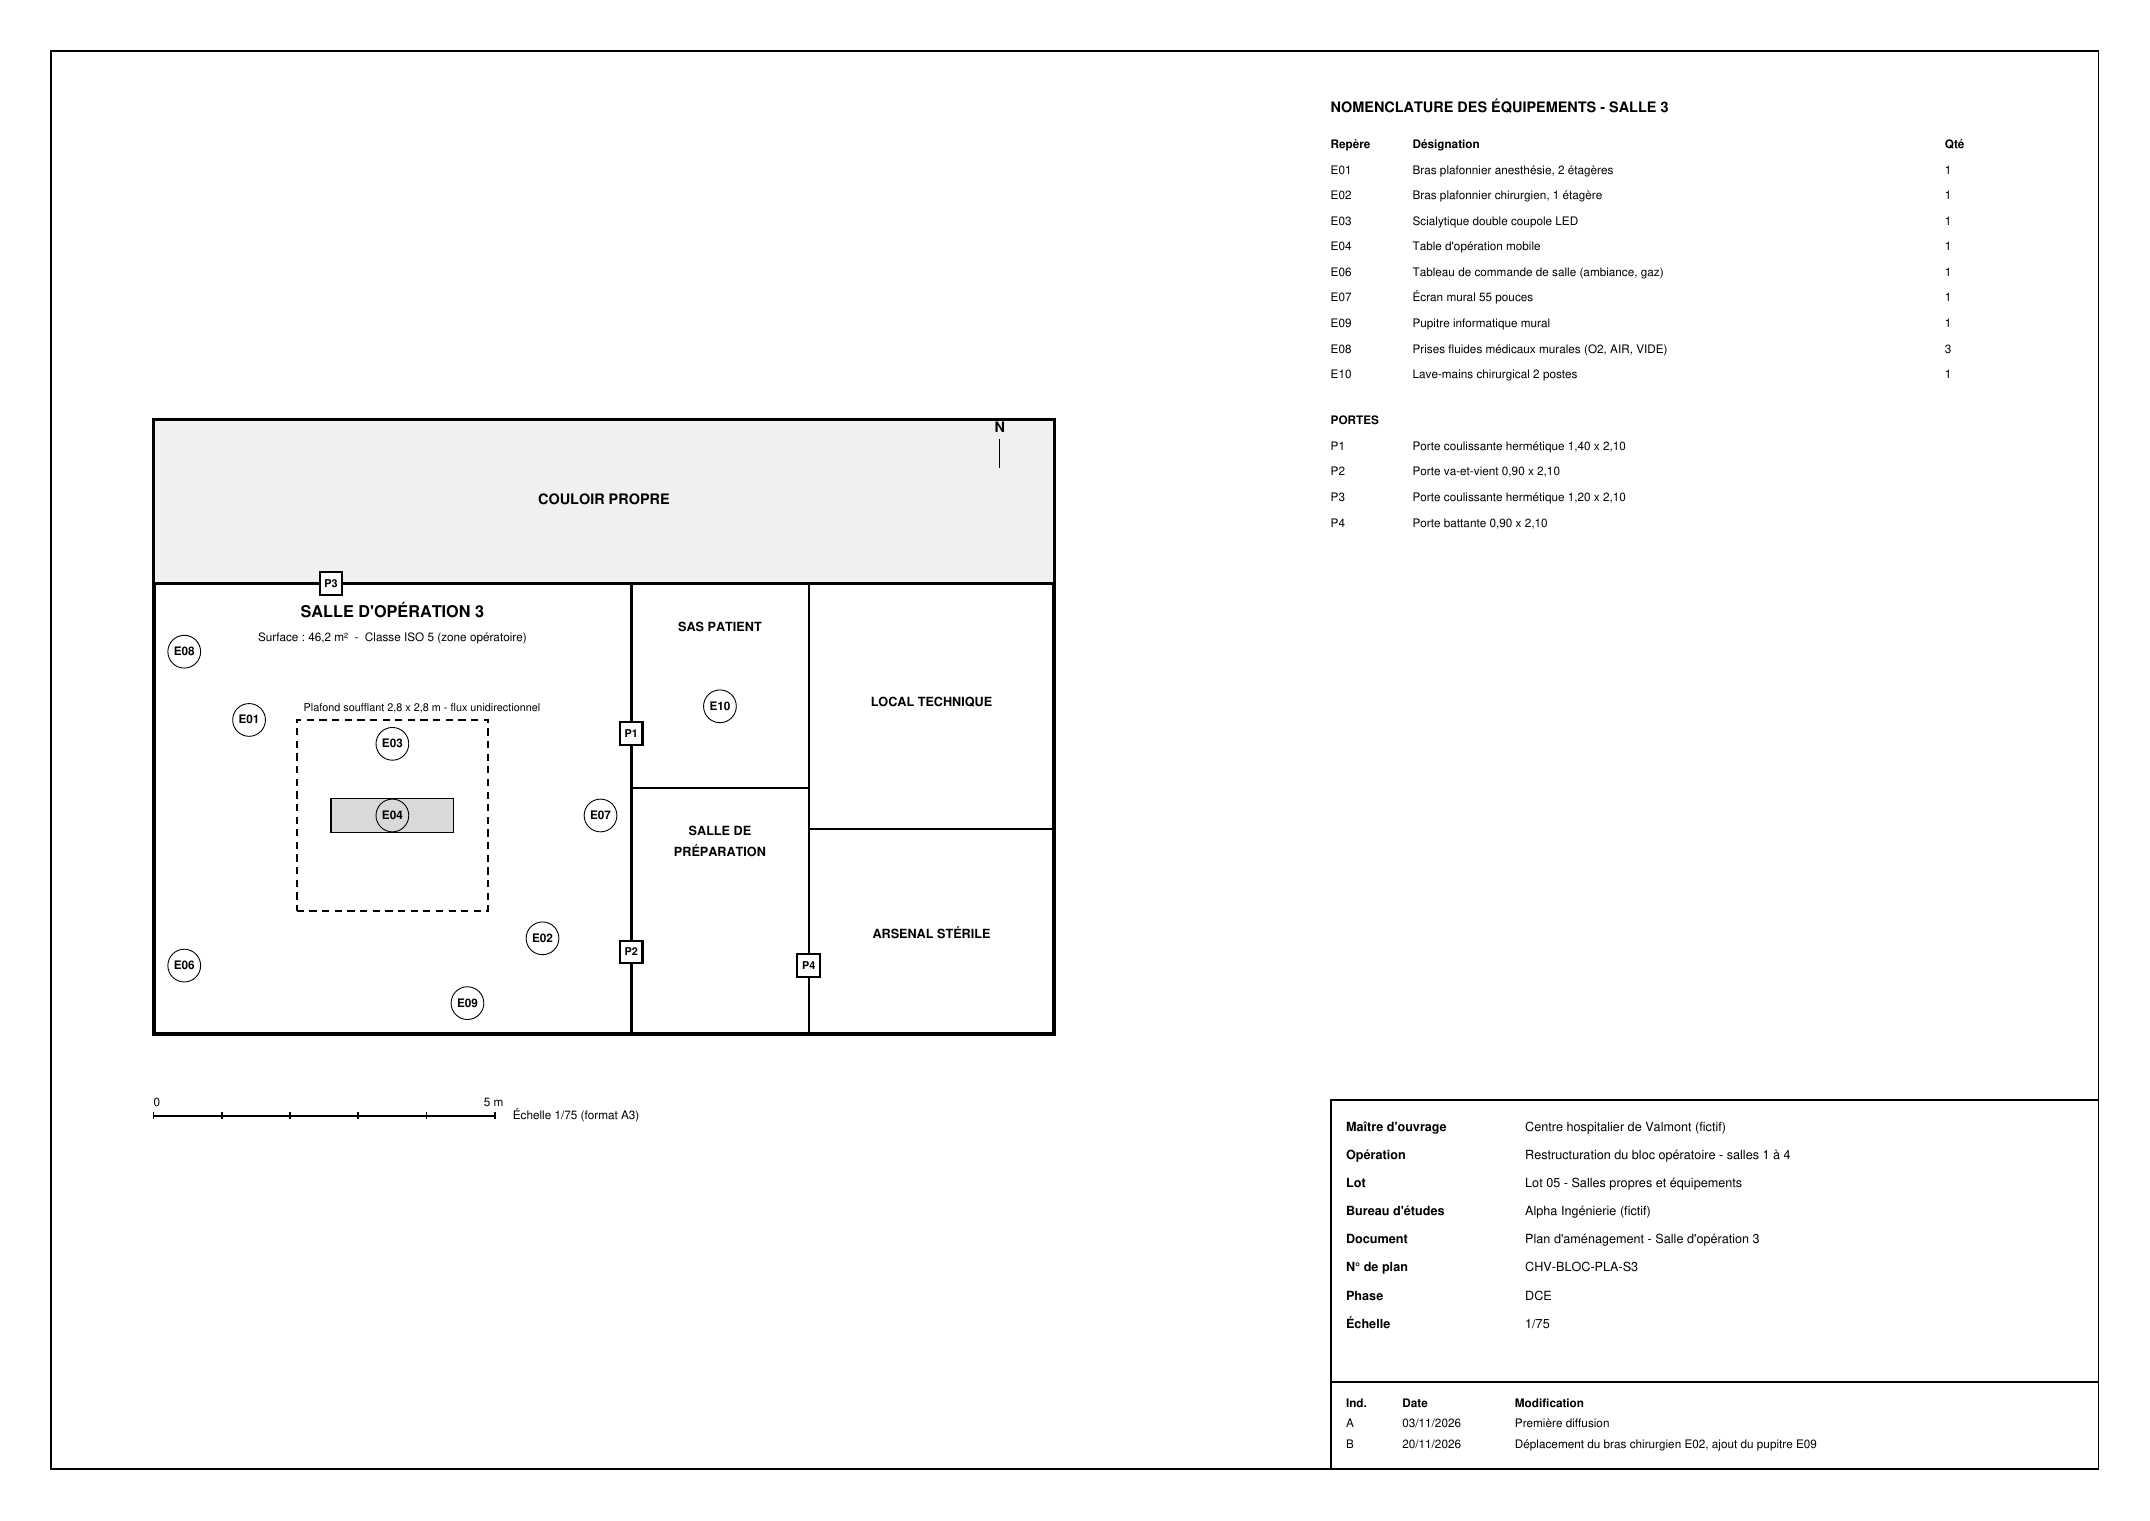 NOMENCLATURE DES ÉQUIPEMENTS - SALLE 3
Repère Désignation Qté
E01 Bras plafonnier anesthésie, 2 étagères 1
E02 Bras plafonnier chirurgien, 1 étagère 1
E03 Scialytique double coupole LED 1
E04 Table d'opération mobile 1
E06 Tableau de commande de salle (ambiance, gaz) 1
E07 Écran mural 55 pouces 1
E09 Pupitre informatique mural 1
E08 Prises fluides médicaux murales (O2, AIR, VIDE) 3
E10 Lave-mains chirurgical 2 postes 1
PORTES
P1 Porte coulissante hermétique 1,40 x 2,10
P2 Porte va-et-vient 0,90 x 2,10
P3 Porte coulissante hermétique 1,20 x 2,10
P4 Porte battante 0,90 x 2,10
N
COULOIR PROPRE
P3
SALLE D'OPÉRATION 3
Surface : 46,2 m² - Classe ISO 5 (zone opératoire)
E08
E01
Plafond soufflant 2,8 x 2,8 m - flux unidirectionnel
E03
E04
E07
E02
E06
E09
P1
P2
SAS PATIENT
E10
SALLE DE
PRÉPARATION
P4
LOCAL TECHNIQUE
ARSENAL STÉRILE
0 5 m
Échelle 1/75 (format A3)
Maître d'ouvrage Centre hospitalier de Valmont (fictif)
Opération Restructuration du bloc opératoire - salles 1 à 4
Lot Lot 05 - Salles propres et équipements
Bureau d'études Alpha Ingénierie (fictif)
Document Plan d'aménagement - Salle d'opération 3
N° de plan CHV-BLOC-PLA-S3
Phase DCE
Échelle 1/75
Ind. Date Modification
A 03/11/2026 Première diffusion
B 20/11/2026 Déplacement du bras chirurgien E02, ajout du pupitre E09